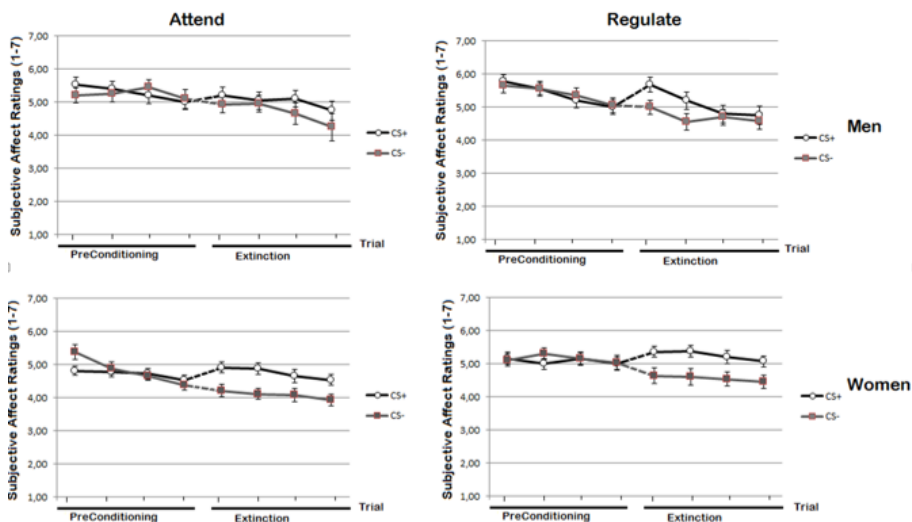 Attend
Regulate
Subjective Affect Ratings (1-7)
7,00
6,00
5,00
4,00
3,00
2,00
1,00
CS+
CS-
Trial
PreConditioning
Extinction
Subjective Affect Ratings (1-7)
7,00
6,00
5,00
4,00
3,00
2,00
1,00
CS+
CS-
Men
Trial
PreConditioning
Extinction
Subjective Affect Ratings (1-7)
7,00
6,00
5,00
4,00
3,00
2,00
1,00
CS+
CS-
Trial
PreConditioning
Extinction
Subjective Affect Ratings (1-7)
7,00
6,00
5,00
4,00
3,00
2,00
1,00
Women
CS+
CS-
Trial
PreConditioning
Extinction